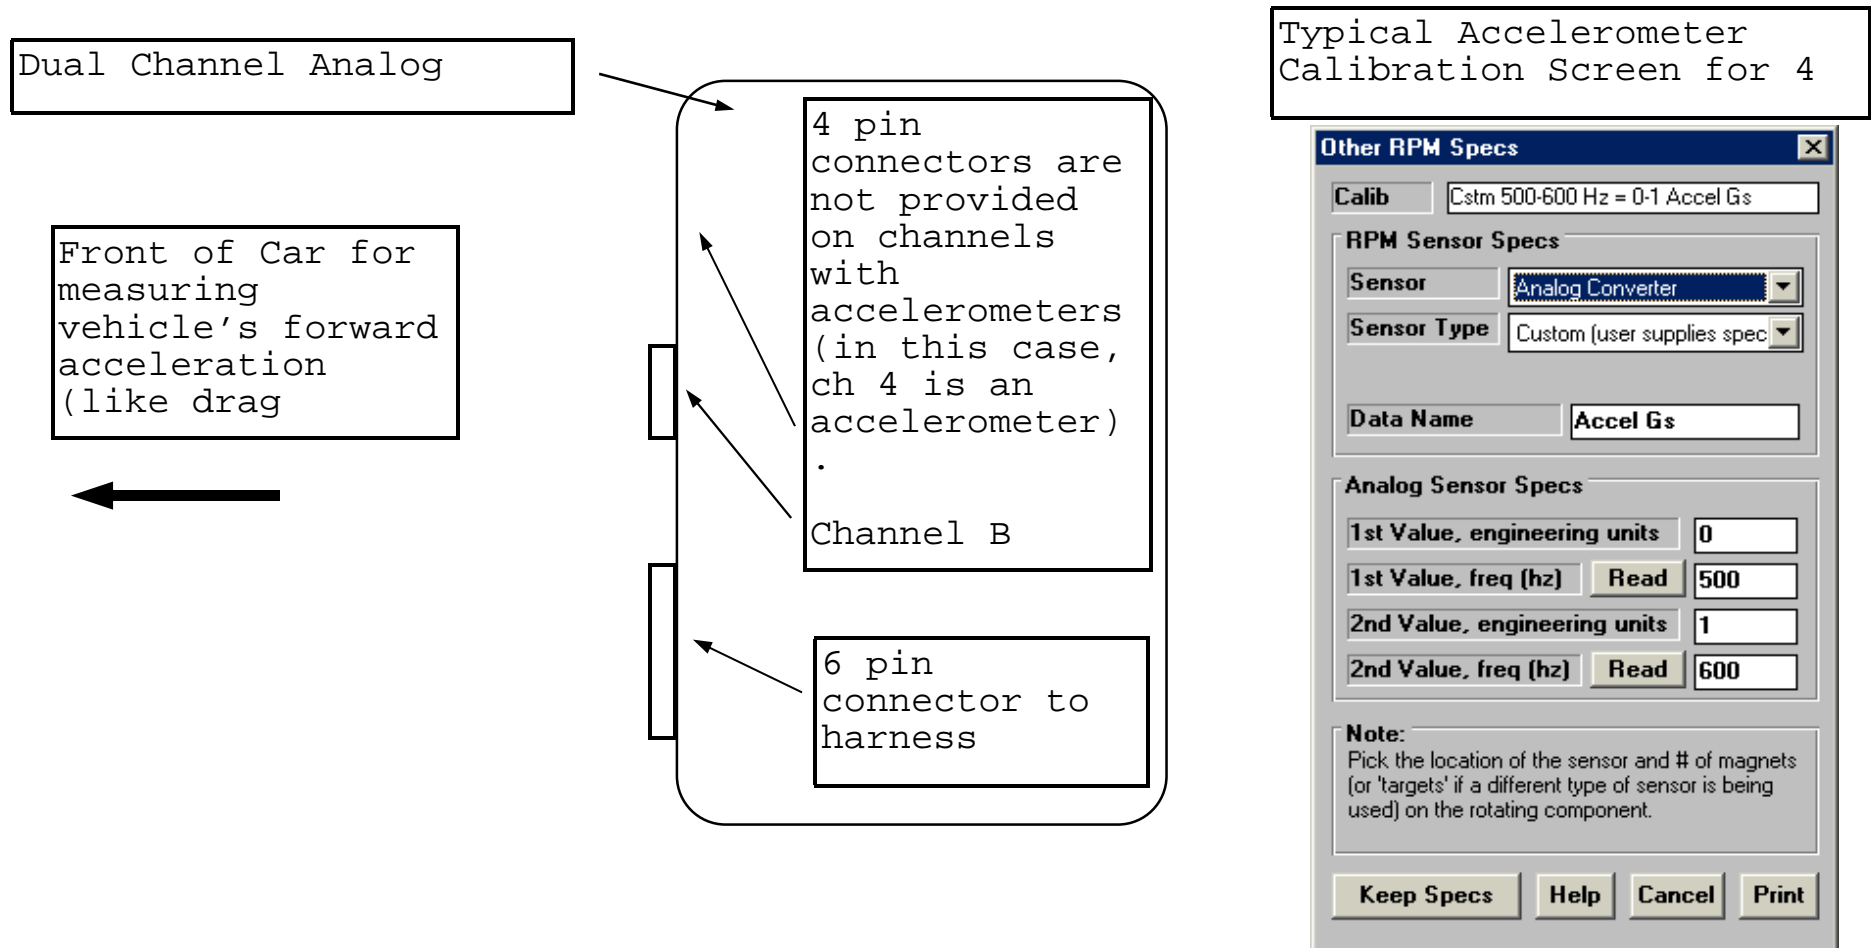 Dual Channel Analog
Front of Car for
measuring
vehicle's forward
acceleration
(like drag
4 pin
connectors are
not provided
on channels
with
accelerometers
(in this case,
ch 4 is an
accelerometer)
.
Channel B
6 pin
connector to
harness
Typical Accelerometer
Calibration Screen for 4
Other RPM Specs
Calib Cstm 500-600 Hz = 0-1 Accel Gs
RPM Sensor Specs
Sensor Analog Converter
Sensor Type Custom (user supplies spec
Data Name Accel Gs
Analog Sensor Specs
1st Value, engineering units 0
1st Value, freq (hz) Read 500
2nd Value, engineering units 1
2nd Value, freq (hz) Read 600
Note:
Pick the location of the sensor and # of magnets
(or 'targets' if a different type of sensor is being
used) on the rotating component.
Keep Specs Help Cancel Print